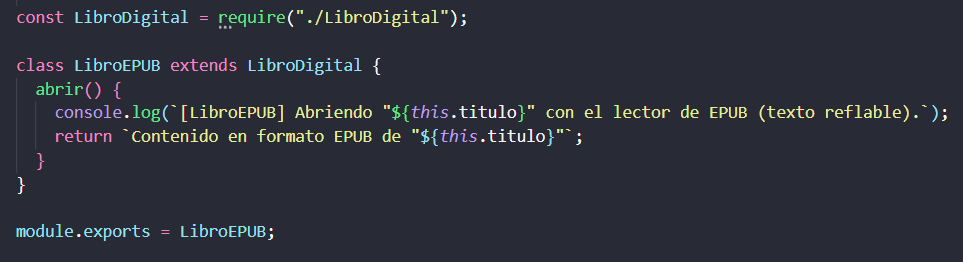 const LibroDigital = require("./LibroDigital");
class LibroEPUB extends LibroDigital {
abrir() {
console.log(`[LibroEPUB] Abriendo "${this.titulo}" con el lector de EPUB (texto reflable).`);
return `Contenido en formato EPUB de "${this.titulo}"`;
}
}
module.exports = LibroEPUB;